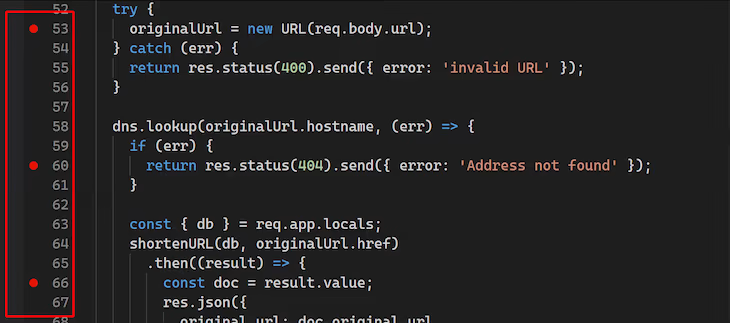 52 try {
53 originalUrl = new URL(req.body.url);
54 } catch (err) {
55 return res.status(400).send({ error: 'invalid URL' });
56 }
57
58 dns.lookup(originalUrl.hostname, (err) => {
59 if (err) {
60 return res.status(404).send({ error: 'Address not found' });
61 }
62
63 const { db } = req.app.locals;
64 shortenURL(db, originalUrl.href)
65 .then((result) => {
66 const doc = result.value;
67 res.json({
68 original_url: doc.original_url